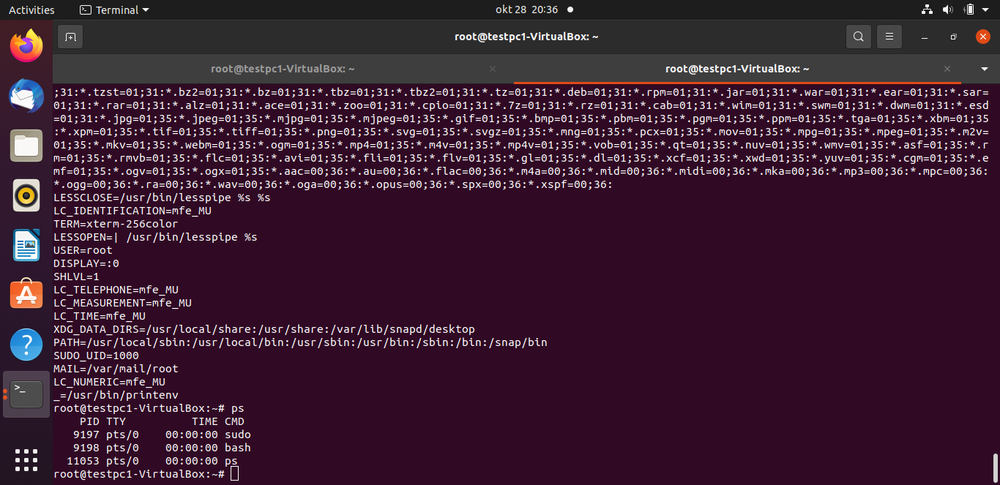 Activities
Terminal
okt 28 20:36
root@testpc1-VirtualBox: ~
root@testpc1-VirtualBox: ~
root@testpc1-VirtualBox: ~
;31:*.tzst=01;31:*.bz2=01;31:*.bz=01;31:*.tbz=01;31:*.tbz2=01;31:*.tz=01;31:*.deb=01;31:*.rpm=01;31:*.jar=01;31:*.war=01;31:*.ear=01;31:*.sar=
01;31:*.rar=01;31:*.alz=01;31:*.ace=01;31:*.zoo=01;31:*.cpio=01;31:*.7z=01;31:*.rz=01;31:*.cab=01;31:*.wim=01;31:*.swm=01;31:*.dwm=01;31:*.esd
=01;31:*.jpg=01;35:*.jpeg=01;35:*.mjpg=01;35:*.mjpeg=01;35:*.gif=01;35:*.bmp=01;35:*.pbm=01;35:*.pgm=01;35:*.ppm=01;35:*.tga=01;35:*.xbm=01;35
:*.xpm=01;35:*.tif=01;35:*.tiff=01;35:*.png=01;35:*.svg=01;35:*.svgz=01;35:*.mng=01;35:*.pcx=01;35:*.mov=01;35:*.mpg=01;35:*.mpeg=01;35:*.m2v=
01;35:*.mkv=01;35:*.webm=01;35:*.ogm=01;35:*.mp4=01;35:*.m4v=01;35:*.mp4v=01;35:*.vob=01;35:*.qt=01;35:*.nuv=01;35:*.wmv=01;35:*.asf=01;35:*.r
m=01;35:*.rmvb=01;35:*.flc=01;35:*.avi=01;35:*.fli=01;35:*.flv=01;35:*.gl=01;35:*.dl=01;35:*.xcf=01;35:*.xwd=01;35:*.yuv=01;35:*.cgm=01;35:*.e
mf=01;35:*.ogv=01;35:*.ogx=01;35:*.aac=00;36:*.au=00;36:*.flac=00;36:*.m4a=00;36:*.mid=00;36:*.midi=00;36:*.mka=00;36:*.mp3=00;36:*.mpc=00;36:
*.ogg=00;36:*.ra=00;36:*.wav=00;36:*.oga=00;36:*.opus=00;36:*.spx=00;36:*.xspf=00;36:
LESSCLOSE=/usr/bin/lesspipe %s %s
LC_IDENTIFICATION=mfe_MU
TERM=xterm-256color
LESSOPEN=| /usr/bin/lesspipe %s
USER=root
DISPLAY=:0
SHLVL=1
LC_TELEPHONE=mfe_MU
LC_MEASUREMENT=mfe_MU
LC_TIME=mfe_MU
XDG_DATA_DIRS=/usr/local/share:/usr/share:/var/lib/snapd/desktop
PATH=/usr/local/sbin:/usr/local/bin:/usr/sbin:/usr/bin:/sbin:/bin:/snap/bin
SUDO_UID=1000
MAIL=/var/mail/root
LC_NUMERIC=mfe_MU
_=/usr/bin/printenv
root@testpc1-VirtualBox:~# ps
PID TTY          TIME CMD
9197 pts/0    00:00:00 sudo
9198 pts/0    00:00:00 bash
11053 pts/0    00:00:00 ps
root@testpc1-VirtualBox:~#